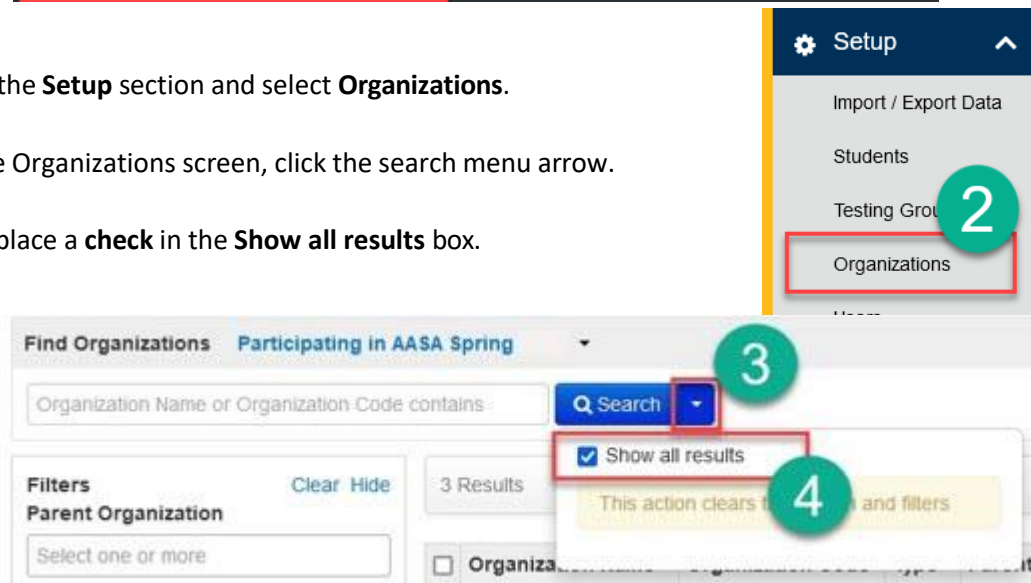 the Setup section and select Organizations.
e Organizations screen, click the search menu arrow.
place a check in the Show all results box.
Setup
Import / Export Data
Students
Testing Grou
2
Organizations
Find Organizations Participating in AASA Spring
3
Organization Name or Organization Code contains
Search
Show all results
4
Filters Clear Hide
3 Results
This action clears and filters
Parent Organization
Select one or more
Organiza